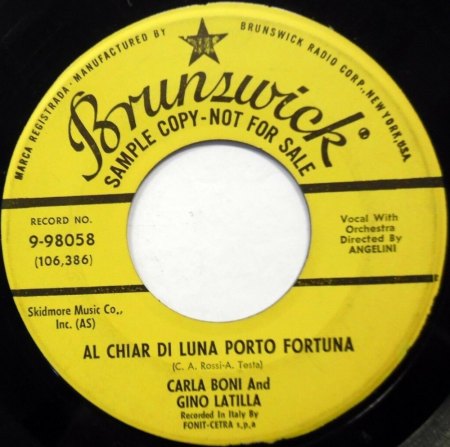 MARCA REGISTRADA · MANUFACTURED BY BRUNSWICK RADIO CORP., NEW YORK, U.S.A.
Brunswick®
SAMPLE COPY-NOT FOR SALE
RECORD NO.
9-98058
(106,386)
Vocal With
Orchestra
Directed By
ANGELINI
Skidmore Music Co.,
Inc. (AS)
AL CHIAR DI LUNA PORTO FORTUNA
(C. A. Rossi-A. Testa)
CARLA BONI And
GINO LATILLA
Recorded In Italy By
FONIT-CETRA s,p,a